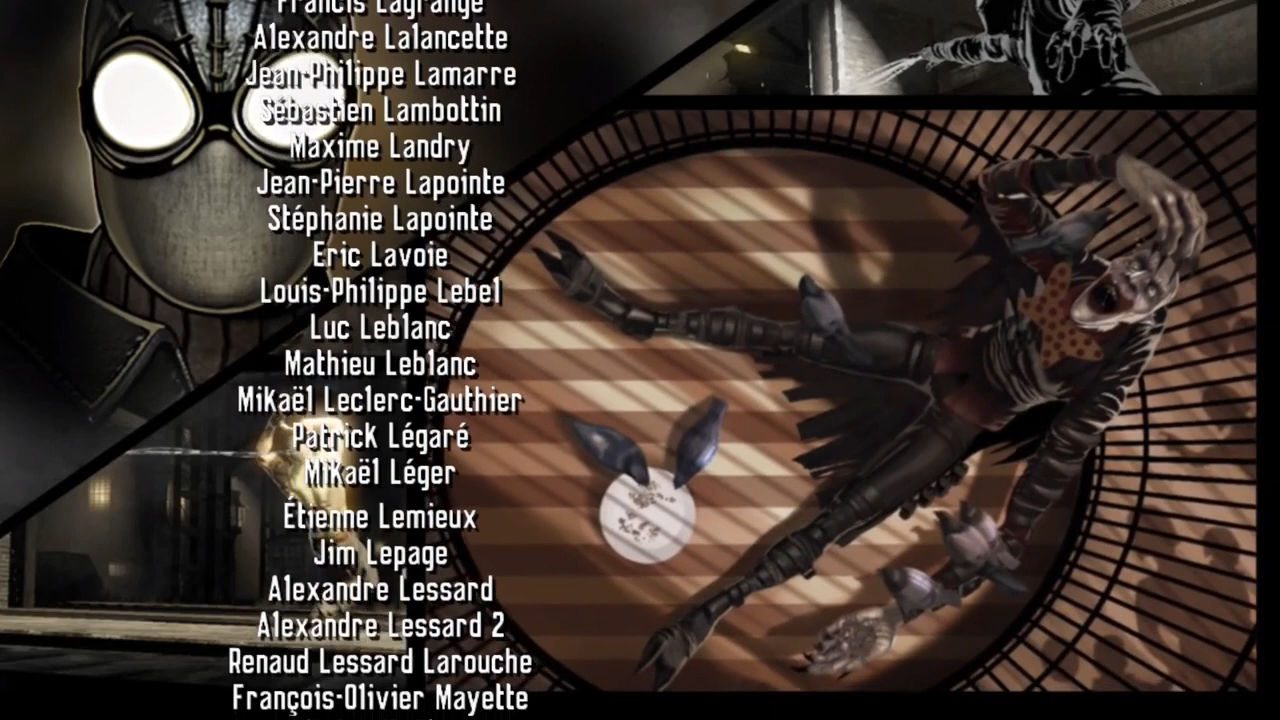 Francis Lagrange
Alexandre Lalancette
Jean-Philippe Lamarre
Sébastien Lambottin
Maxime Landry
Jean-Pierre Lapointe
Stéphanie Lapointe
Eric Lavoie
Louis-Philippe Lebel
Luc Leblanc
Mathieu Leblanc
Mikaël Leclerc-Gauthier
Patrick Légaré
Mikaël Léger
Étienne Lemieux
Jim Lepage
Alexandre Lessard
Alexandre Lessard 2
Renaud Lessard Larouche
François-Olivier Mayette